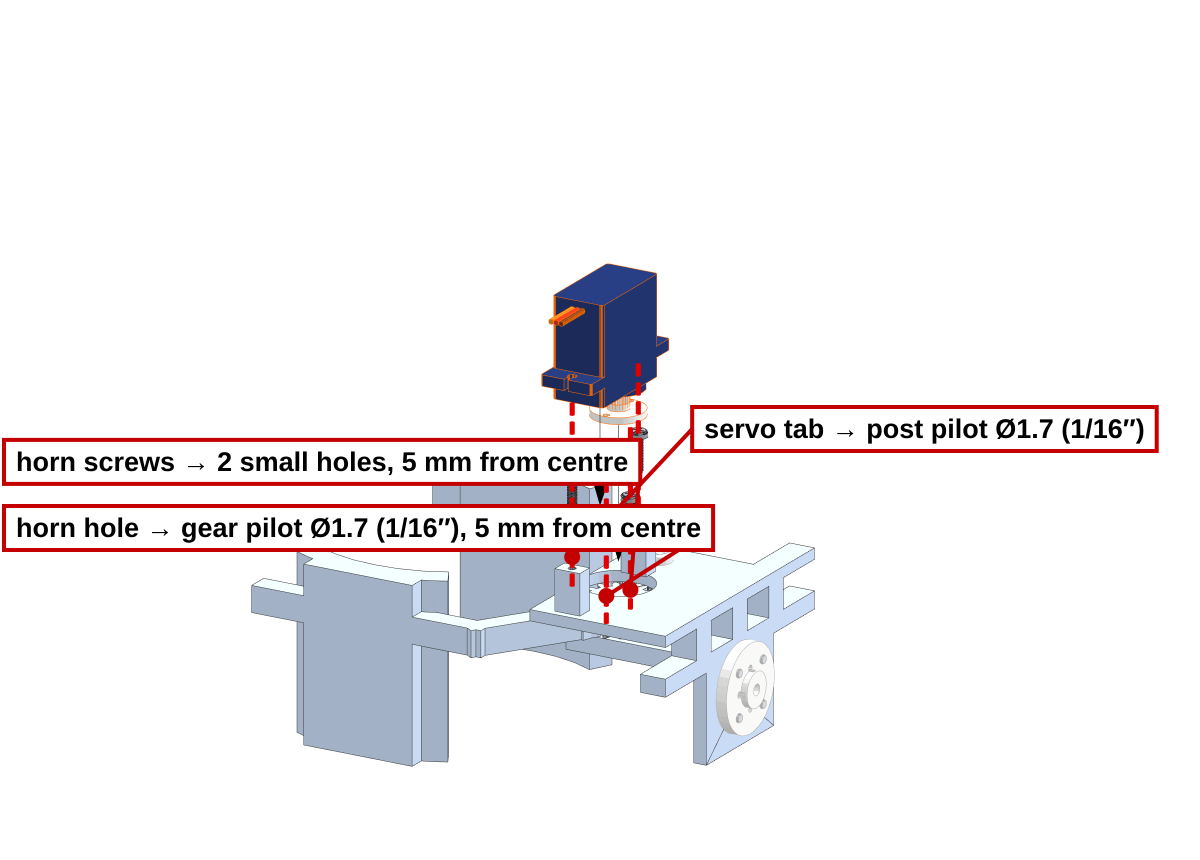 servo tab → post pilot Ø1.7 (1/16″)
horn screws → 2 small holes, 5 mm from centre
horn hole → gear pilot Ø1.7 (1/16″), 5 mm from centre